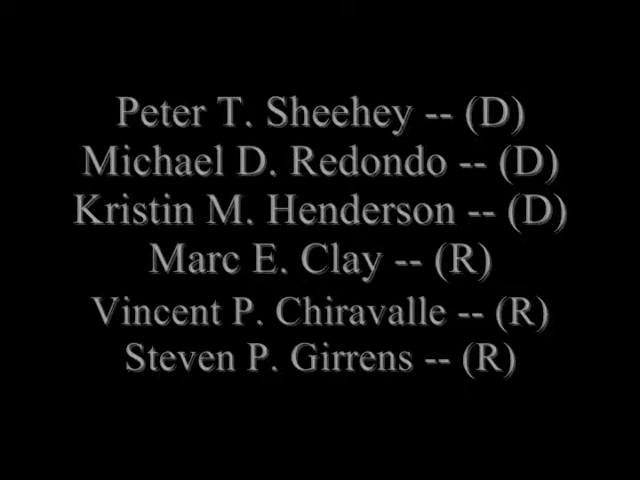 Peter T. Sheehey -- (D)
Michael D. Redondo -- (D)
Kristin M. Henderson -- (D)
Marc E. Clay -- (R)
Vincent P. Chiravalle -- (R)
Steven P. Girrens -- (R)